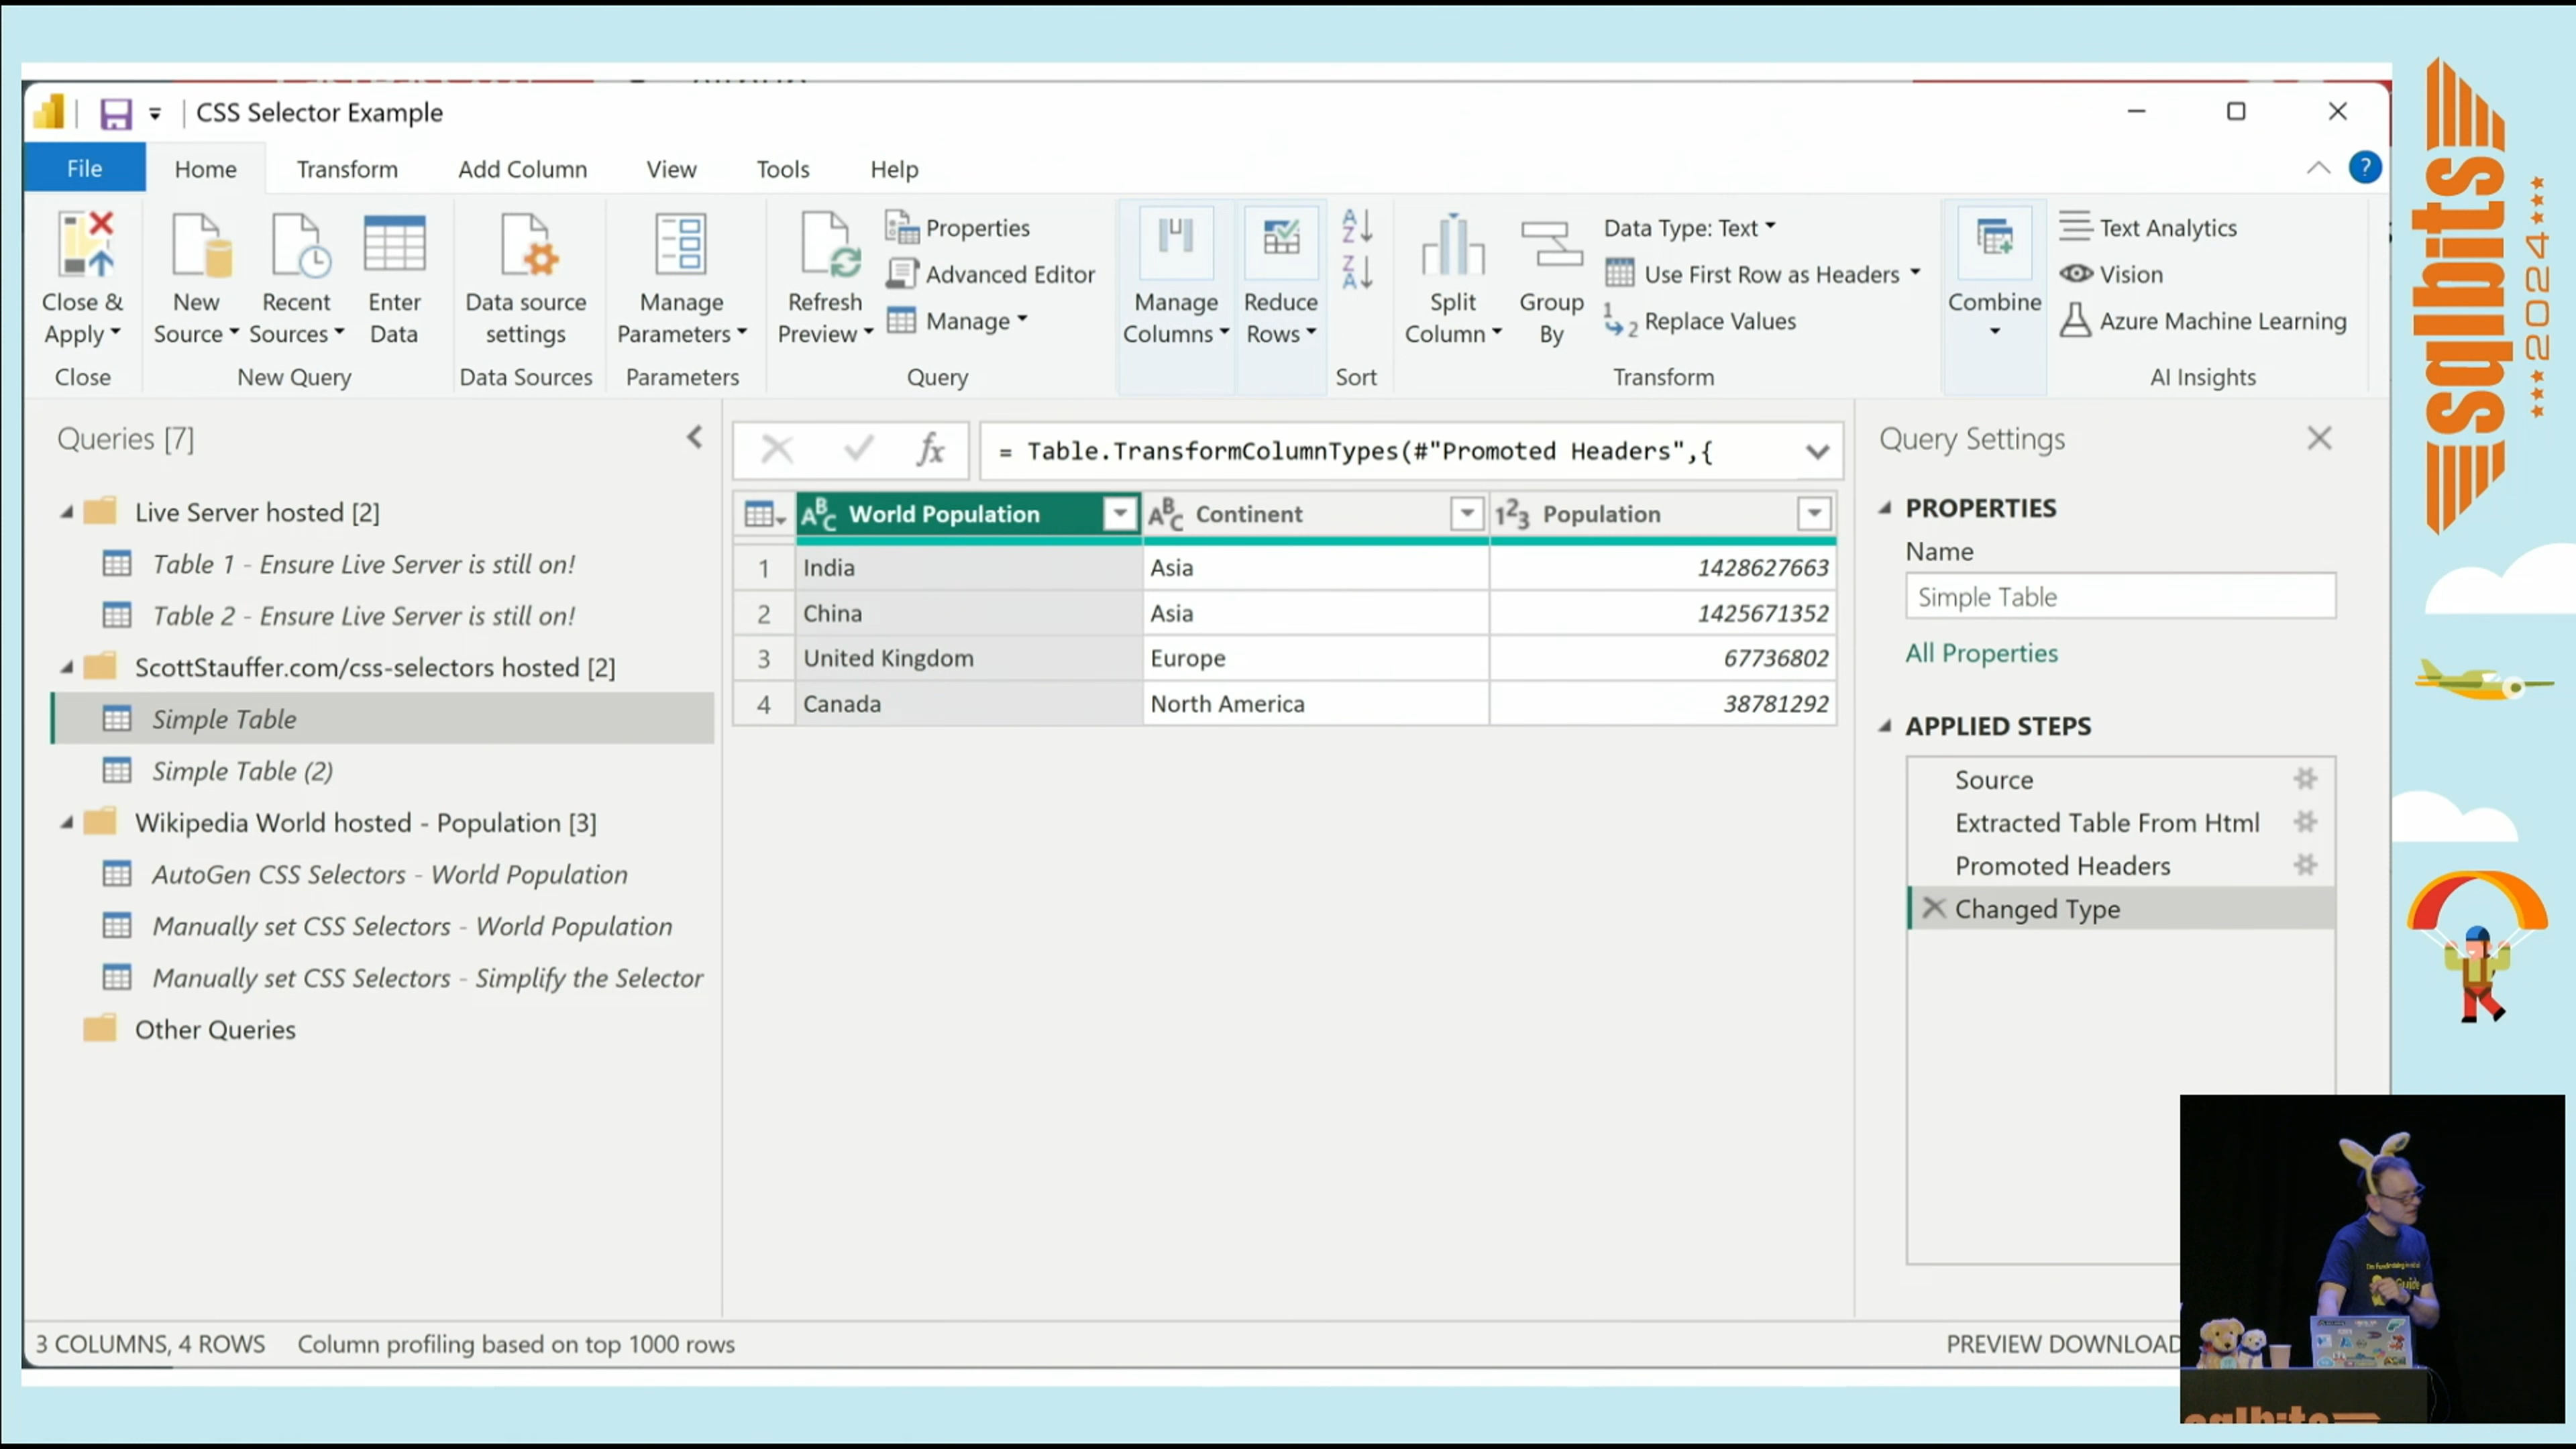 CSS Selector Example
File Home Transform Add Column View Tools Help
?
Close & Apply
New Source
Recent Sources
Enter Data
Data source settings
Manage Parameters
Refresh Preview
Properties
Advanced Editor
Manage
Manage Columns
Reduce Rows
Split Column
Group By
Data Type: Text
Use First Row as Headers
Replace Values
Combine
Text Analytics
Vision
Azure Machine Learning
Close New Query Data Sources Parameters Query Sort Transform AI Insights
Queries [7]
Live Server hosted [2]
Table 1 - Ensure Live Server is still on!
Table 2 - Ensure Live Server is still on!
ScottStauffer.com/css-selectors hosted [2]
Simple Table
Simple Table (2)
Wikipedia World hosted - Population [3]
AutoGen CSS Selectors - World Population
Manually set CSS Selectors - World Population
Manually set CSS Selectors - Simplify the Selector
Other Queries
fx = Table.TransformColumnTypes(#"Promoted Headers",{
World Population Continent Population
1 India Asia 1428627663
2 China Asia 1425671352
3 United Kingdom Europe 67736802
4 Canada North America 38781292
Query Settings
PROPERTIES
Name
Simple Table
All Properties
APPLIED STEPS
Source
Extracted Table From Html
Promoted Headers
Changed Type
3 COLUMNS, 4 ROWS Column profiling based on top 1000 rows
PREVIEW DOWNLOAD
sqlbits
2024